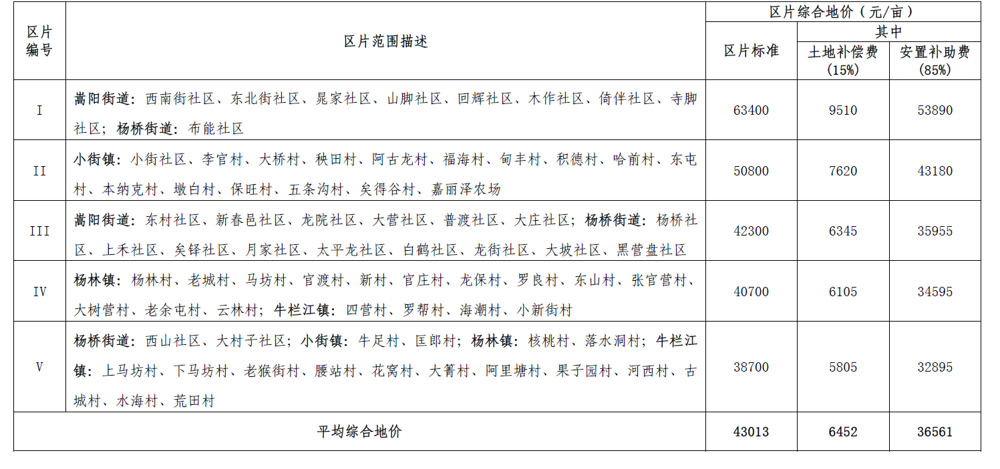 区片综合地价（元/亩）
区片
编号
区片范围描述
区片标准
其中
土地补偿费
(15%)
安置补助费
(85%)
I
嵩阳街道：西南街社区、东北街社区、晁家社区、山脚社区、回辉社区、木作社区、倚伴社区、寺脚
社区；杨桥街道：布能社区
63400
9510
53890
II
小街镇：小街社区、李官村、大桥村、秧田村、阿古龙村、福海村、甸丰村、积德村、哈前村、东屯
村、本纳克村、墩白村、保旺村、五条沟村、矣得谷村、嘉丽泽农场
50800
7620
43180
III
嵩阳街道：东村社区、新春邑社区、龙院社区、大营社区、普渡社区、大庄社区；杨桥街道：杨桥社
区、上禾社区、矣铎社区、月家社区、太平龙社区、白鹤社区、龙街社区、大坡社区、黑营盘社区
42300
6345
35955
IV
杨林镇：杨林村、老城村、马坊村、官渡村、新村、官庄村、龙保村、罗良村、东山村、张官营村、
大树营村、老余屯村、云林村；牛栏江镇：四营村、罗帮村、海潮村、小新街村
40700
6105
34595
V
杨桥街道：西山社区、大村子社区；小街镇：牛足村、匡郎村；杨林镇：核桃村、落水洞村；牛栏江
镇：上马坊村、下马坊村、老猴街村、腰站村、花窝村、大箐村、阿里塘村、果子园村、河西村、古
城村、水海村、荒田村
38700
5805
32895
平均综合地价
43013
6452
36561